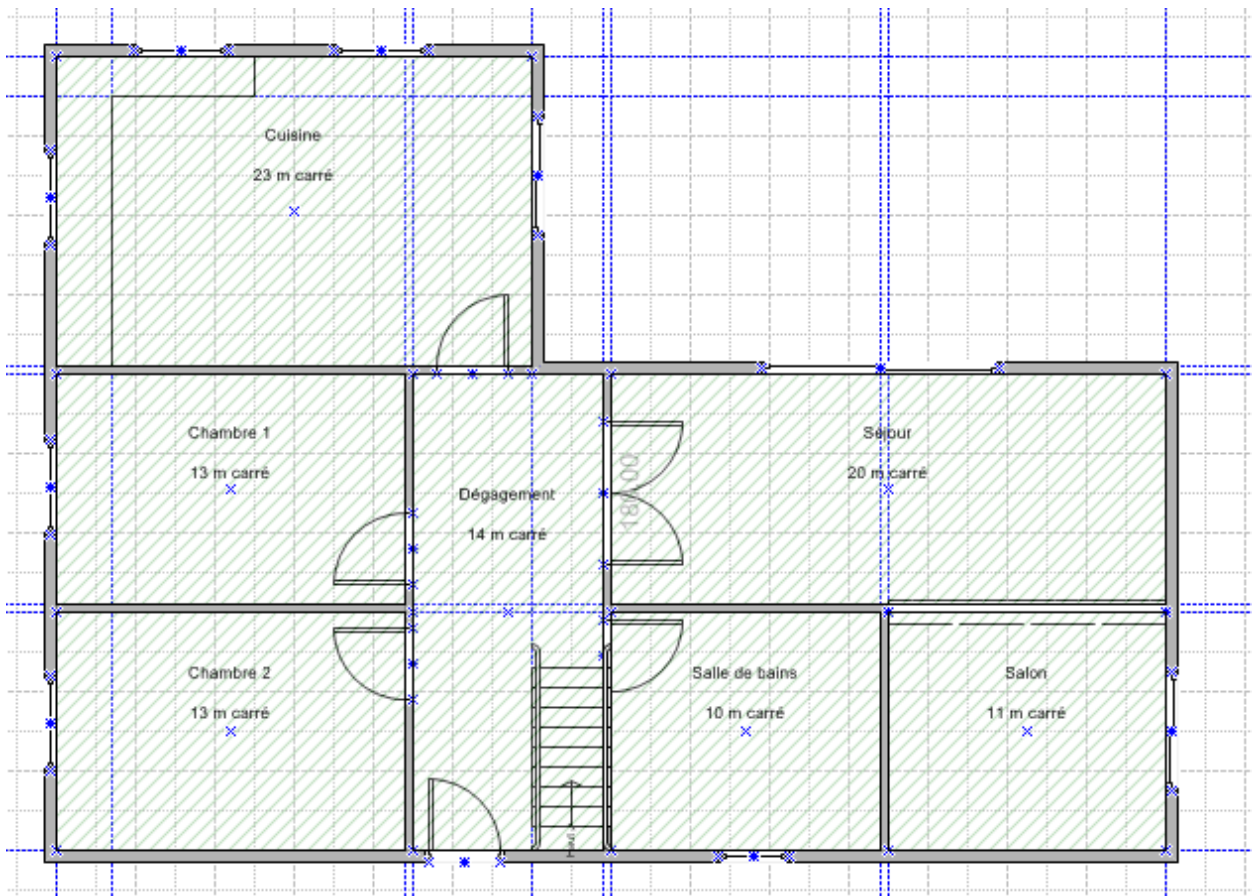 Cuisine
23 m carré
Chambre 1
13 m carré
Séjour
20 m carré
180,00
Dégagement
14 m carré
Chambre 2
13 m carré
Salle de bains
10 m carré
Salon
11 m carré